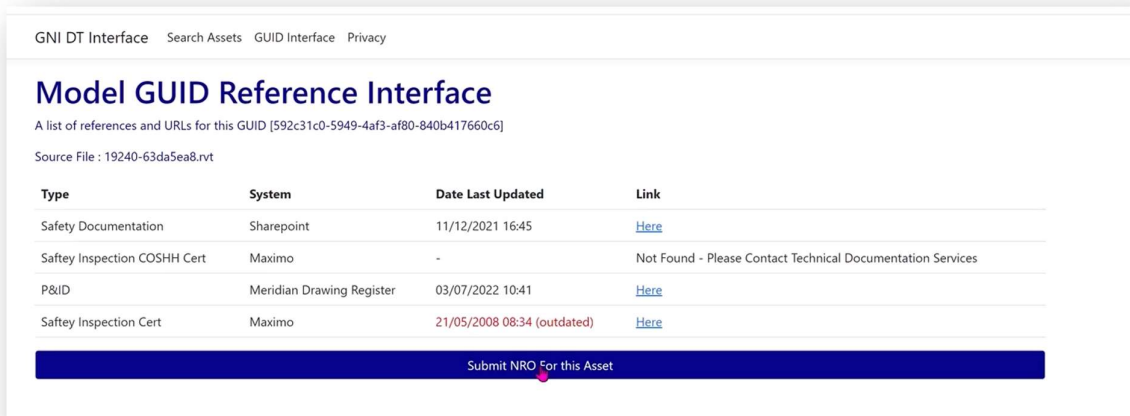 GNI DT Interface Search Assets GUID Interface Privacy
Model GUID Reference Interface
A list of references and URLs for this GUID [592c31c0-5949-4af3-af80-840b417660c6]
Source File : 19240-63da5ea8.rvt
Type System Date Last Updated Link
Safety Documentation Sharepoint 11/12/2021 16:45 Here
Saftey Inspection COSHH Cert Maximo - Not Found - Please Contact Technical Documentation Services
P&ID Meridian Drawing Register 03/07/2022 10:41 Here
Saftey Inspection Cert Maximo 21/05/2008 08:34 (outdated) Here
Submit NRO For this Asset